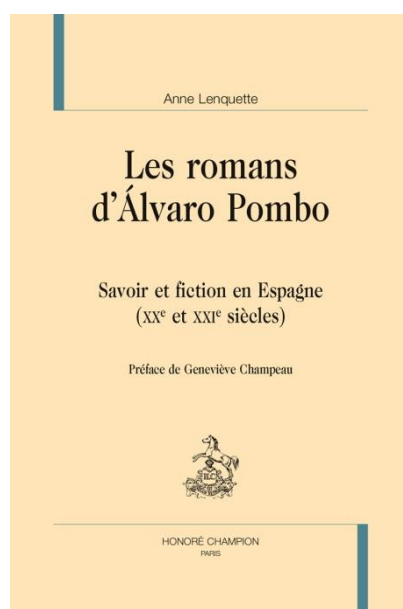 Anne Lenquette
Les romans
d'Álvaro Pombo
Savoir et fiction en Espagne
(XXe et XXIe siècles)
Préface de Geneviève Champeau
HONORÉ CHAMPION
PARIS